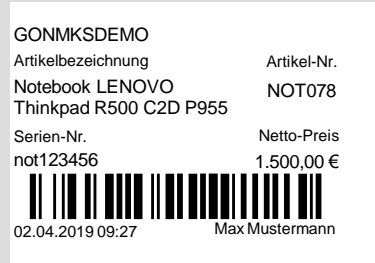 GONMKSDEMO
Artikelbezeichnung Artikel-Nr.
Notebook LENOVO NOT078
Thinkpad R500 C2D P955
Serien-Nr. Netto-Preis
not123456 1.500,00 €
02.04.2019 09:27 Max Mustermann